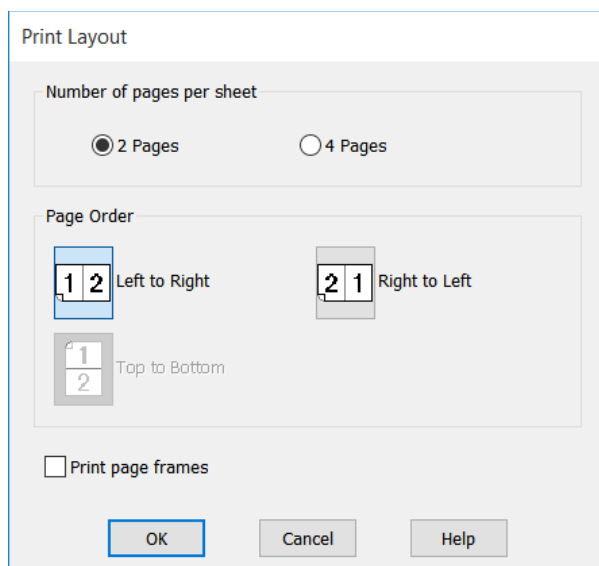 Print Layout
Number of pages per sheet
2 Pages 4 Pages
Page Order
1 2 Left to Right 2 1 Right to Left
1
2
Top to Bottom
Print page frames
OK Cancel Help